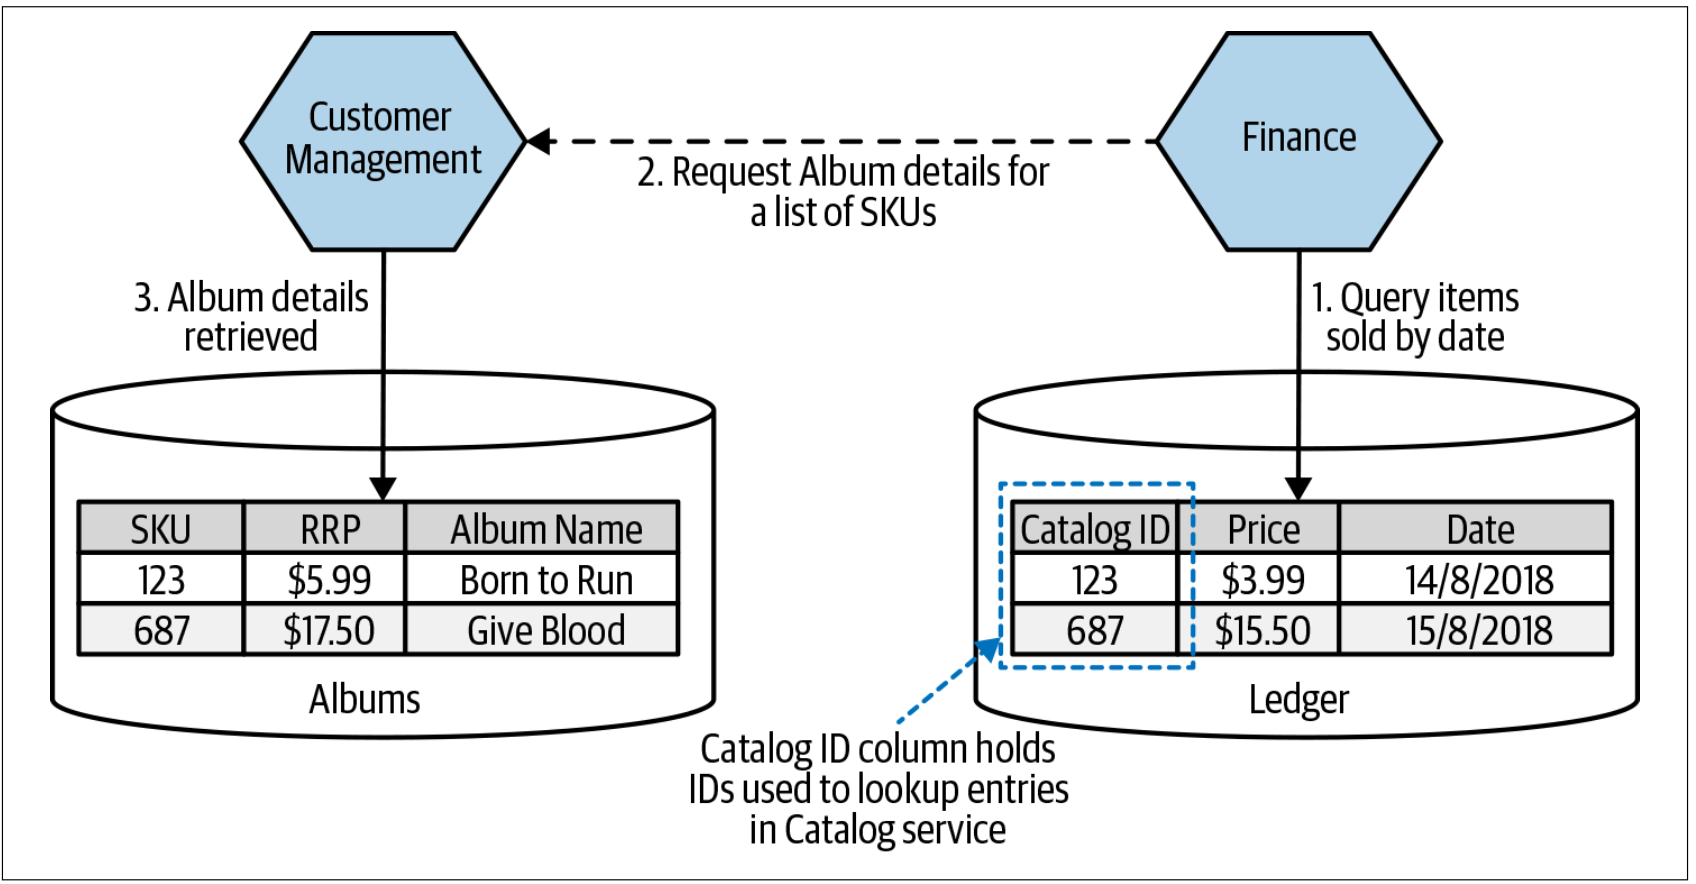 Customer
Management
Finance
2. Request Album details for
a list of SKUs
3. Album details
retrieved
1. Query items
sold by date
SKU RRP Album Name
123 $5.99 Born to Run
687 $17.50 Give Blood
Albums
Catalog ID Price Date
123 $3.99 14/8/2018
687 $15.50 15/8/2018
Ledger
Catalog ID column holds
IDs used to lookup entries
in Catalog service